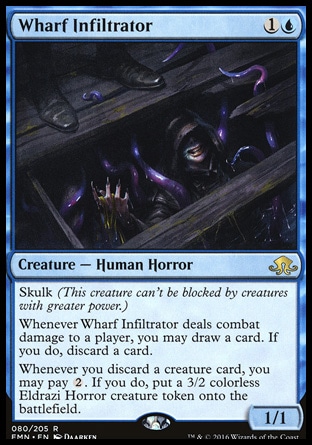 Wharf Infiltrator 1
Creature — Human Horror
Skulk (This creature can't be blocked by creatures
with greater power.)
Whenever Wharf Infiltrator deals combat
damage to a player, you may draw a card. If
you do, discard a card.
Whenever you discard a creature card, you
may pay 2. If you do, put a 3/2 colorless
Eldrazi Horror creature token onto the
battlefield.
1/1
080/205 R
EMN • EN Daarken
™ & © 2016 Wizards of the Coast